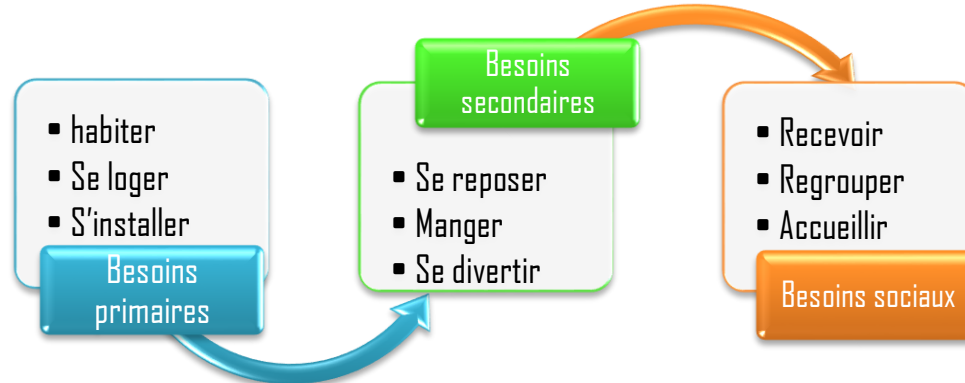 habiter
Se loger
S'installer
Besoins
primaires
Besoins
secondaires
Se reposer
Manger
Se divertir
Recevoir
Regrouper
Accueillir
Besoins sociaux